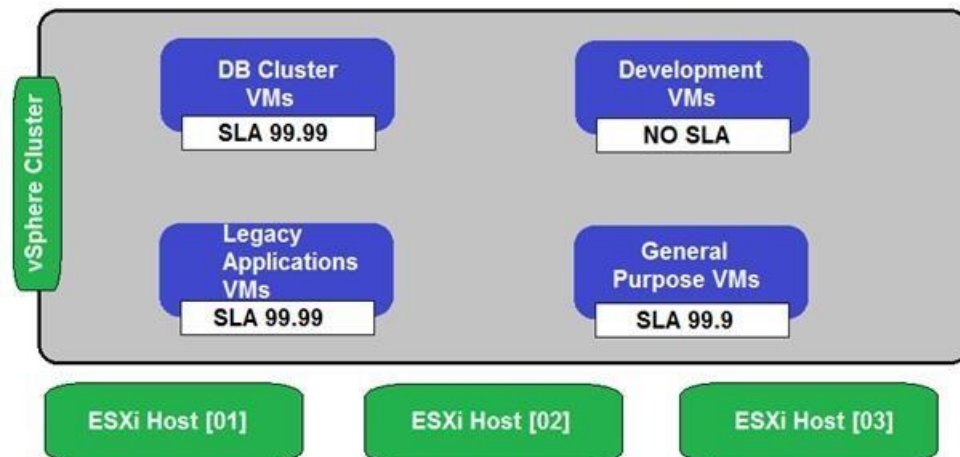 vSphere Cluster
DB Cluster
VMs
SLA 99.99
Development
VMs
NO SLA
Legacy
Applications
VMs
SLA 99.99
General
Purpose VMs
SLA 99.9
ESXi Host [01]
ESXi Host [02]
ESXi Host [03]